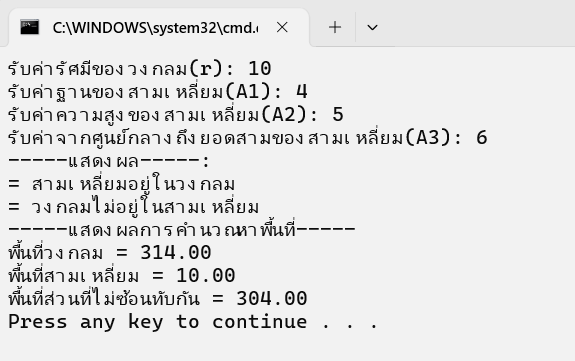 C:\WINDOWS\system32\cmd.
รับค่ารัศมีของวงกลม(r): 10
รับค่าฐานของสามเหลี่ยม(A1): 4
รับค่าความสูงของสามเหลี่ยม(A2): 5
รับค่าจากศูนย์กลางถึงยอดสามของสามเหลี่ยม(A3): 6
-----แสดงผล-----:
= สามเหลี่ยมอยู่ในวงกลม
= วงกลมไม่อยู่ในสามเหลี่ยม
-----แสดงผลการคำนวณหาพื้นที่-----
พื้นที่วงกลม = 314.00
พื้นที่สามเหลี่ยม = 10.00
พื้นที่ส่วนที่ไม่ซ้อนทับกัน = 304.00
Press any key to continue . . .